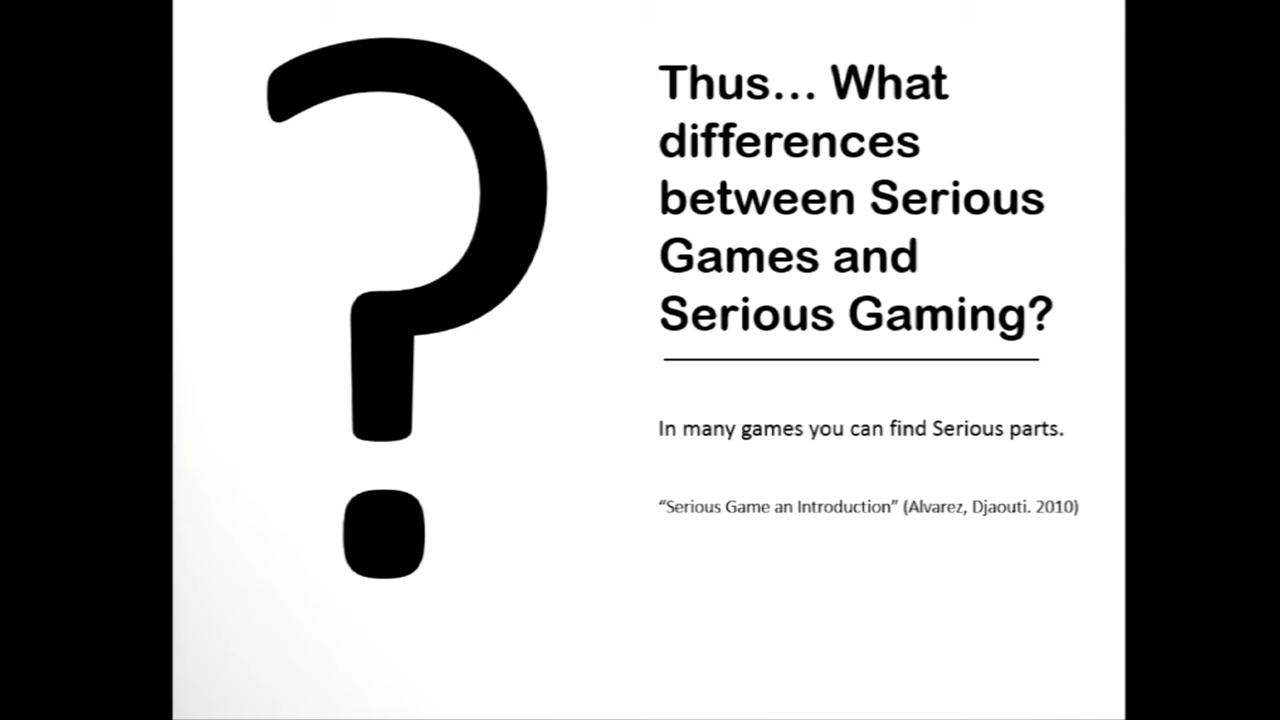 ?
Thus… What
differences
between Serious
Games and
Serious Gaming?
In many games you can find Serious parts.
“Serious Game an Introduction” (Alvarez, Djaouti. 2010)